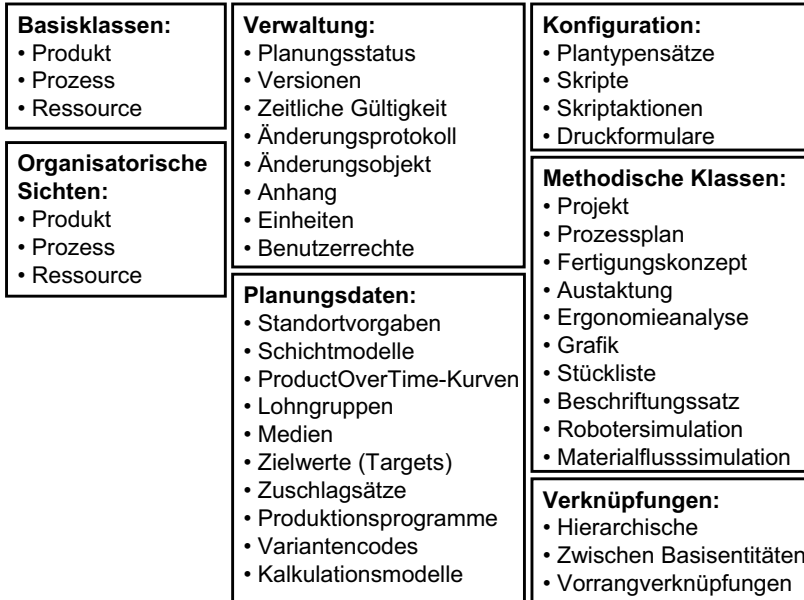 Basisklassen:
• Produkt
• Prozess
• Ressource
Organisatorische
Sichten:
• Produkt
• Prozess
• Ressource
Verwaltung:
• Planungsstatus
• Versionen
• Zeitliche Gültigkeit
• Änderungsprotokoll
• Änderungsobjekt
• Anhang
• Einheiten
• Benutzerrechte
Planungsdaten:
• Standortvorgaben
• Schichtmodelle
• ProductOverTime-Kurven
• Lohngruppen
• Medien
• Zielwerte (Targets)
• Zuschlagsätze
• Produktionsprogramme
• Variantencodes
• Kalkulationsmodelle
Konfiguration:
• Plantypensätze
• Skripte
• Skriptaktionen
• Druckformulare
Methodische Klassen:
• Projekt
• Prozessplan
• Fertigungskonzept
• Austaktung
• Ergonomieanalyse
• Grafik
• Stückliste
• Beschriftungssatz
• Robotersimulation
• Materialflusssimulation
Verknüpfungen:
• Hierarchische
• Zwischen Basisentitäten
• Vorrangverknüpfungen